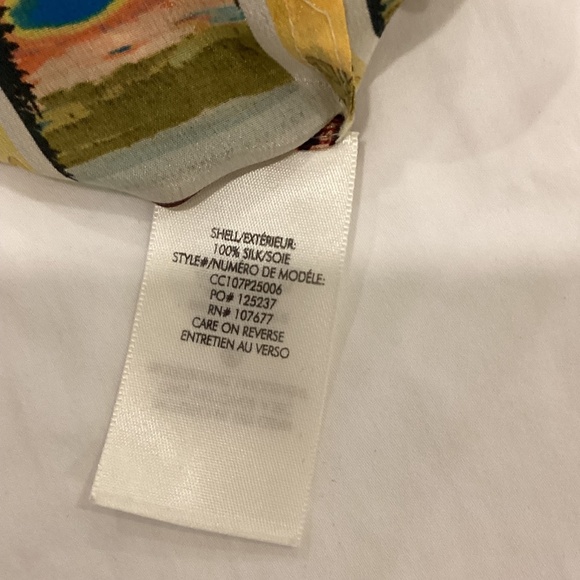 SHELL/EXTÉRIEUR:
100% SILK/SOIE
STYLE#/NUMÉRO DE MODÉLE:
CC107P25006
PO# 125237
RN# 107677
CARE ON REVERSE
ENTRETIEN AU VERSO